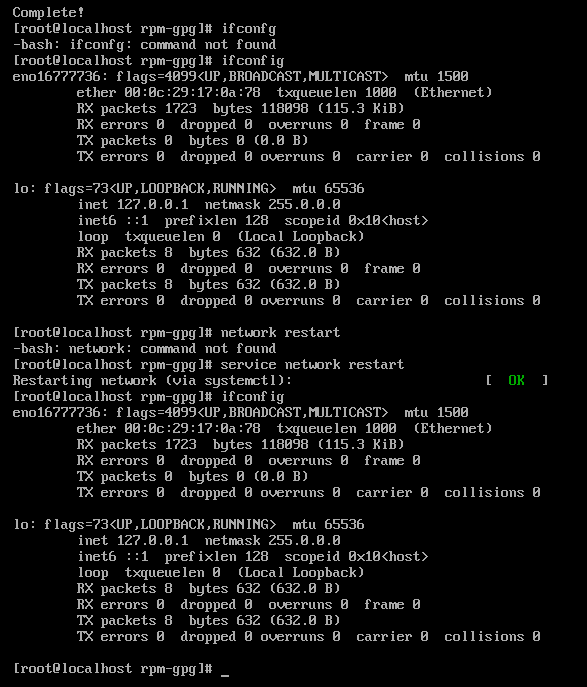 Complete!
[root@localhost rpm-gpg]# ifconfg
-bash: ifconfg: command not found
[root@localhost rpm-gpg]# ifconfig
eno16777736: flags=4099<UP,BROADCAST,MULTICAST>  mtu 1500
        ether 00:0c:29:17:0a:78  txqueuelen 1000  (Ethernet)
        RX packets 1723  bytes 118098 (115.3 KiB)
        RX errors 0  dropped 0  overruns 0  frame 0
        TX packets 0  bytes 0 (0.0 B)
        TX errors 0  dropped 0 overruns 0  carrier 0  collisions 0

lo: flags=73<UP,LOOPBACK,RUNNING>  mtu 65536
        inet 127.0.0.1  netmask 255.0.0.0
        inet6 ::1  prefixlen 128  scopeid 0x10<host>
        loop  txqueuelen 0  (Local Loopback)
        RX packets 8  bytes 632 (632.0 B)
        RX errors 0  dropped 0  overruns 0  frame 0
        TX packets 8  bytes 632 (632.0 B)
        TX errors 0  dropped 0 overruns 0  carrier 0  collisions 0

[root@localhost rpm-gpg]# network restart
-bash: network: command not found
[root@localhost rpm-gpg]# service network restart
Restarting network (via systemctl):                        [  OK  ]
[root@localhost rpm-gpg]# ifconfig
eno16777736: flags=4099<UP,BROADCAST,MULTICAST>  mtu 1500
        ether 00:0c:29:17:0a:78  txqueuelen 1000  (Ethernet)
        RX packets 1723  bytes 118098 (115.3 KiB)
        RX errors 0  dropped 0  overruns 0  frame 0
        TX packets 0  bytes 0 (0.0 B)
        TX errors 0  dropped 0 overruns 0  carrier 0  collisions 0

lo: flags=73<UP,LOOPBACK,RUNNING>  mtu 65536
        inet 127.0.0.1  netmask 255.0.0.0
        inet6 ::1  prefixlen 128  scopeid 0x10<host>
        loop  txqueuelen 0  (Local Loopback)
        RX packets 8  bytes 632 (632.0 B)
        RX errors 0  dropped 0  overruns 0  frame 0
        TX packets 8  bytes 632 (632.0 B)
        TX errors 0  dropped 0 overruns 0  carrier 0  collisions 0

[root@localhost rpm-gpg]# _